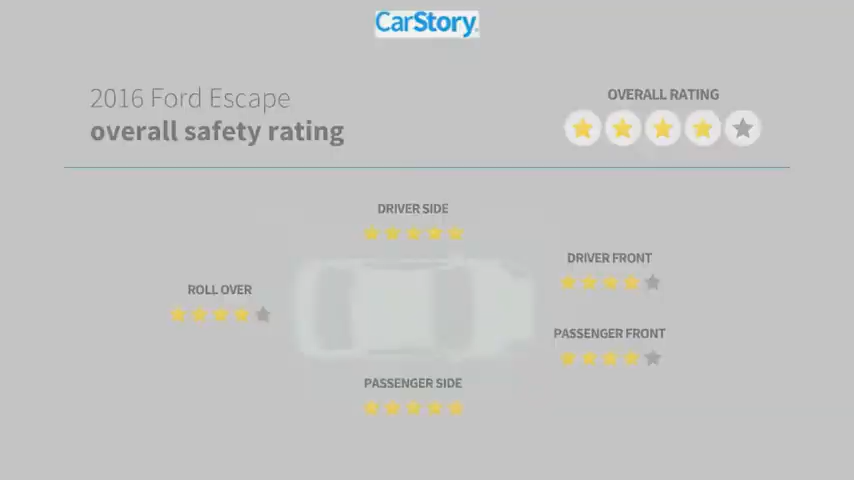 CarStory.
2016 Ford Escape
overall safety rating
OVERALL RATING
DRIVER SIDE
DRIVER FRONT
ROLL OVER
PASSENGER FRONT
PASSENGER SIDE